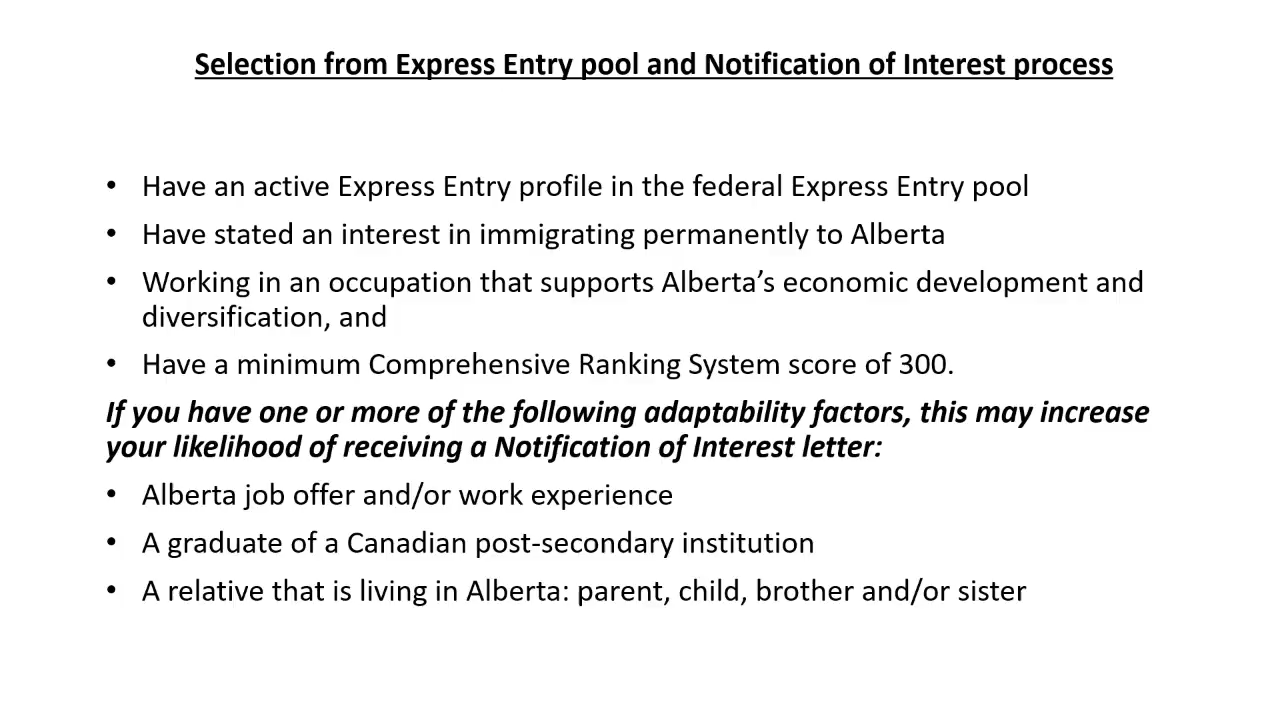 Selection from Express Entry pool and Notification of Interest process
• Have an active Express Entry profile in the federal Express Entry pool
• Have stated an interest in immigrating permanently to Alberta
• Working in an occupation that supports Alberta’s economic development and
diversification, and
• Have a minimum Comprehensive Ranking System score of 300.
If you have one or more of the following adaptability factors, this may increase
your likelihood of receiving a Notification of Interest letter:
• Alberta job offer and/or work experience
• A graduate of a Canadian post-secondary institution
• A relative that is living in Alberta: parent, child, brother and/or sister